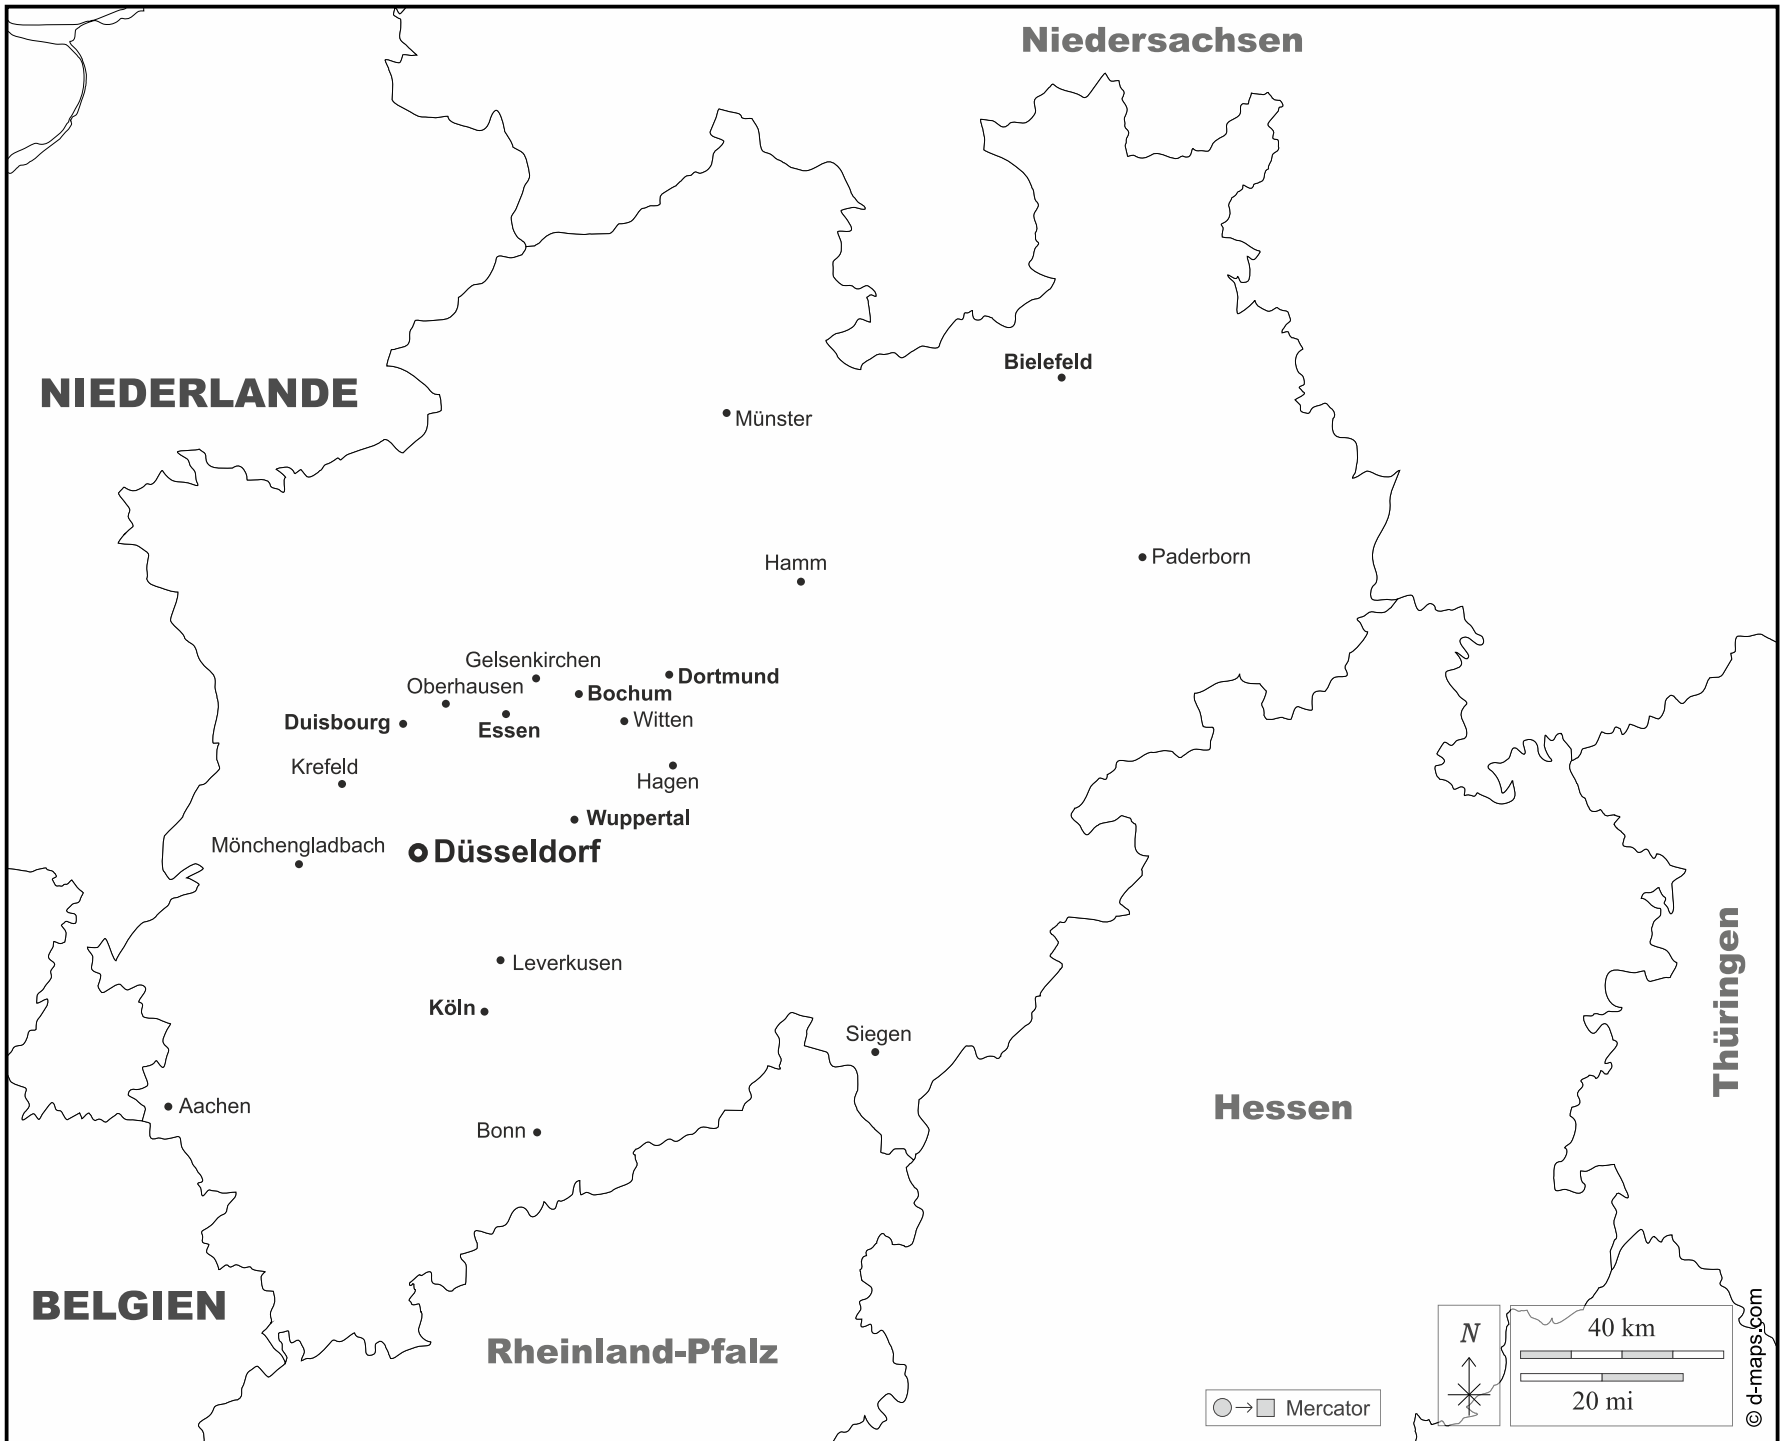 Niedersachsen
Bielefeld
NIEDERLANDE
Münster
Paderborn
Hamm
Gelsenkirchen
Dortmund
Oberhausen
Bochum
Duisbourg
Essen
Witten
Krefeld
Hagen
Wuppertal
Mönchengladbach
Düsseldorf
Leverkusen
Köln
Siegen
Thüringen
Aachen
Hessen
Bonn
BELGIEN
Rheinland-Pfalz
N
40 km
20 mi
Mercator
© d-maps.com